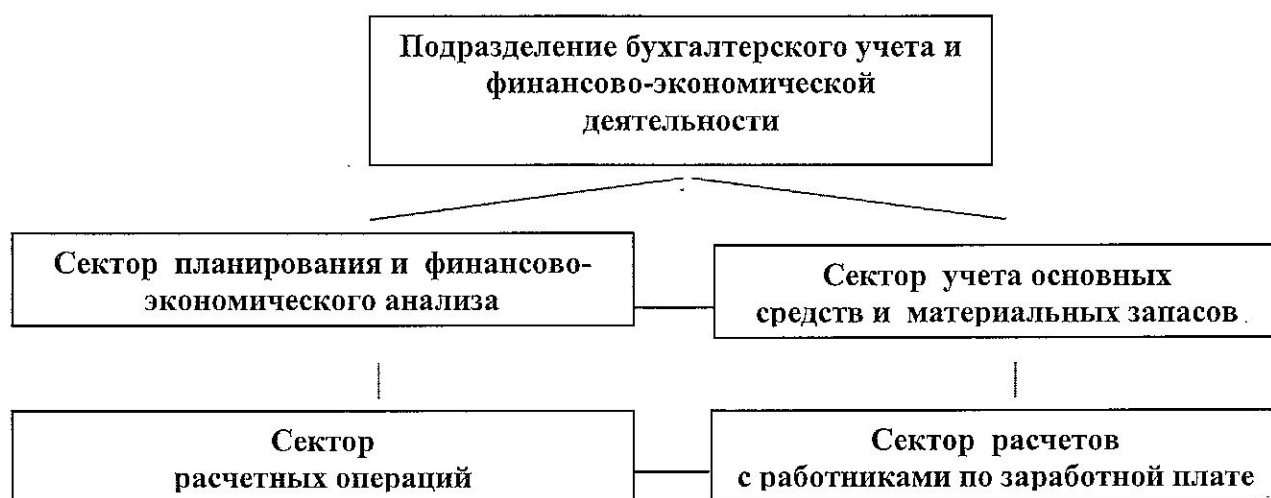 Подразделение бухгалтерского учета и
финансово-экономической
деятельности
Сектор планирования и финансово-
экономического анализа
Сектор учета основных
средств и материальных запасов
Сектор
расчетных операций
Сектор расчетов
с работниками по заработной плате